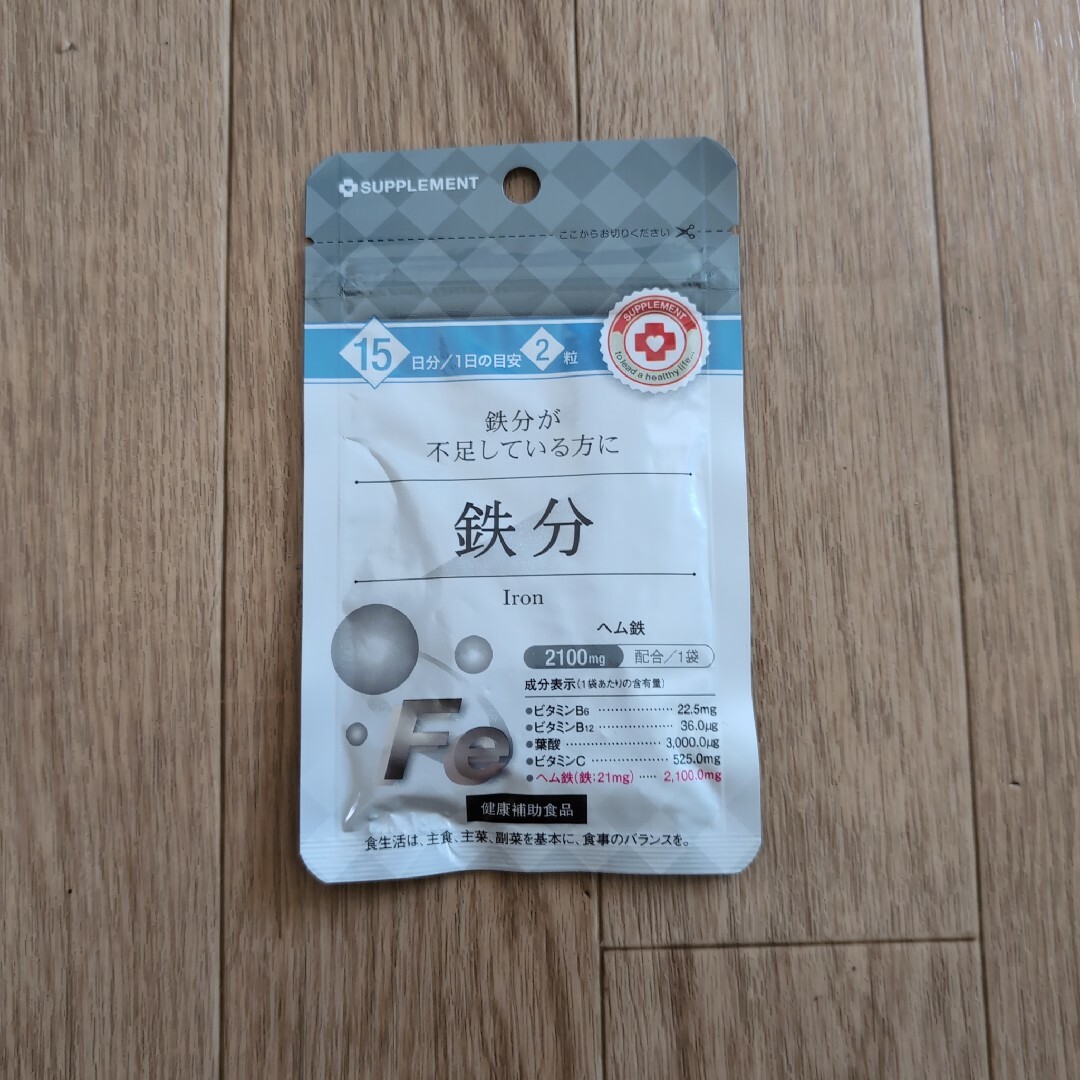 SUPPLEMENT
ここからお切りください
SUPPLEMENT
to lead a healthy life...
15日分/1日の目安2粒
鉄分が
不足している方に
鉄分
Iron
ヘム鉄
2100mg 配合/1袋
成分表示(1袋あたりの含有量)
●ビタミンB6 ………………… 22.5mg
●ビタミンB12 ………………… 36.0μg
●葉酸 ……………………… 3,000.0μg
●ビタミンC ………………… 525.0mg
●ヘム鉄(鉄:21mg) …… 2,100.0mg
Fe
健康補助食品
食生活は、主食、主菜、副菜を基本に、食事のバランスを。